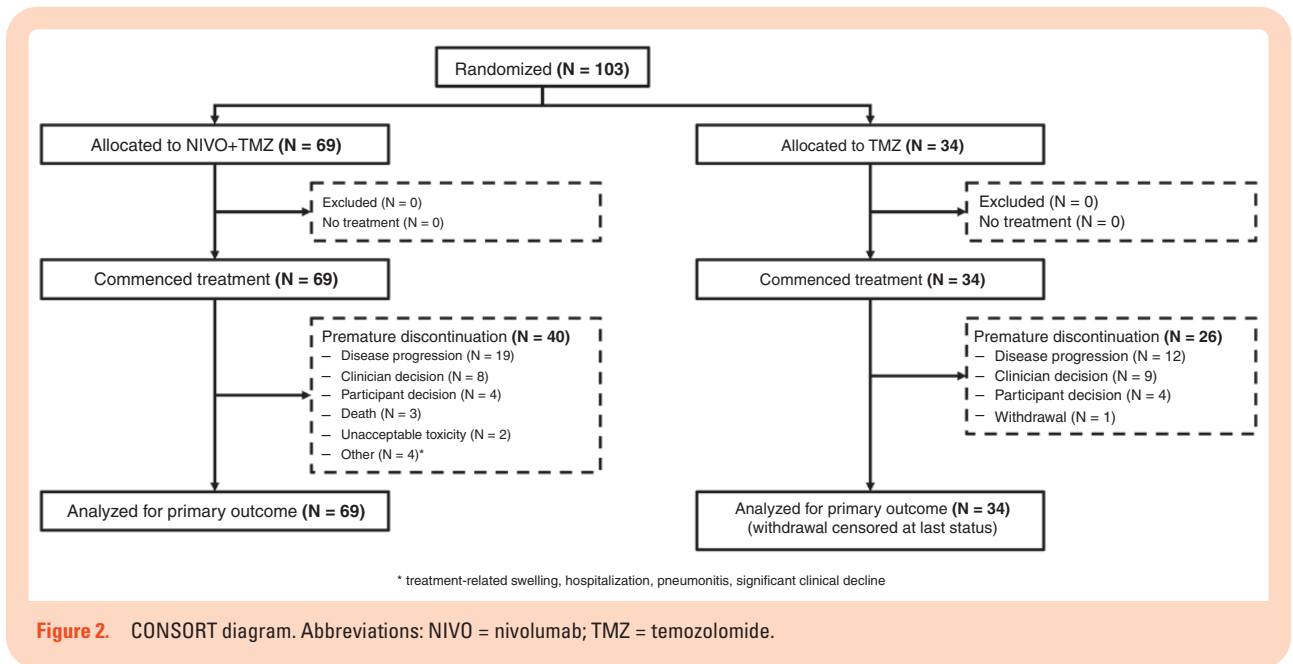 Randomized (N = 103)
Allocated to NIVO+TMZ (N = 69)
Allocated to TMZ (N = 34)
Excluded (N = 0)
No treatment (N = 0)
Excluded (N = 0)
No treatment (N = 0)
Commenced treatment (N = 69)
Commenced treatment (N = 34)
Premature discontinuation (N = 40)
– Disease progression (N = 19)
– Clinician decision (N = 8)
– Participant decision (N = 4)
– Death (N = 3)
– Unacceptable toxicity (N = 2)
– Other (N = 4)*
Premature discontinuation (N = 26)
– Disease progression (N = 12)
– Clinician decision (N = 9)
– Participant decision (N = 4)
– Withdrawal (N = 1)
Analyzed for primary outcome (N = 69)
Analyzed for primary outcome (N = 34)
(withdrawal censored at last status)
* treatment-related swelling, hospitalization, pneumonitis, significant clinical decline
Figure 2. CONSORT diagram. Abbreviations: NIVO = nivolumab; TMZ = temozolomide.